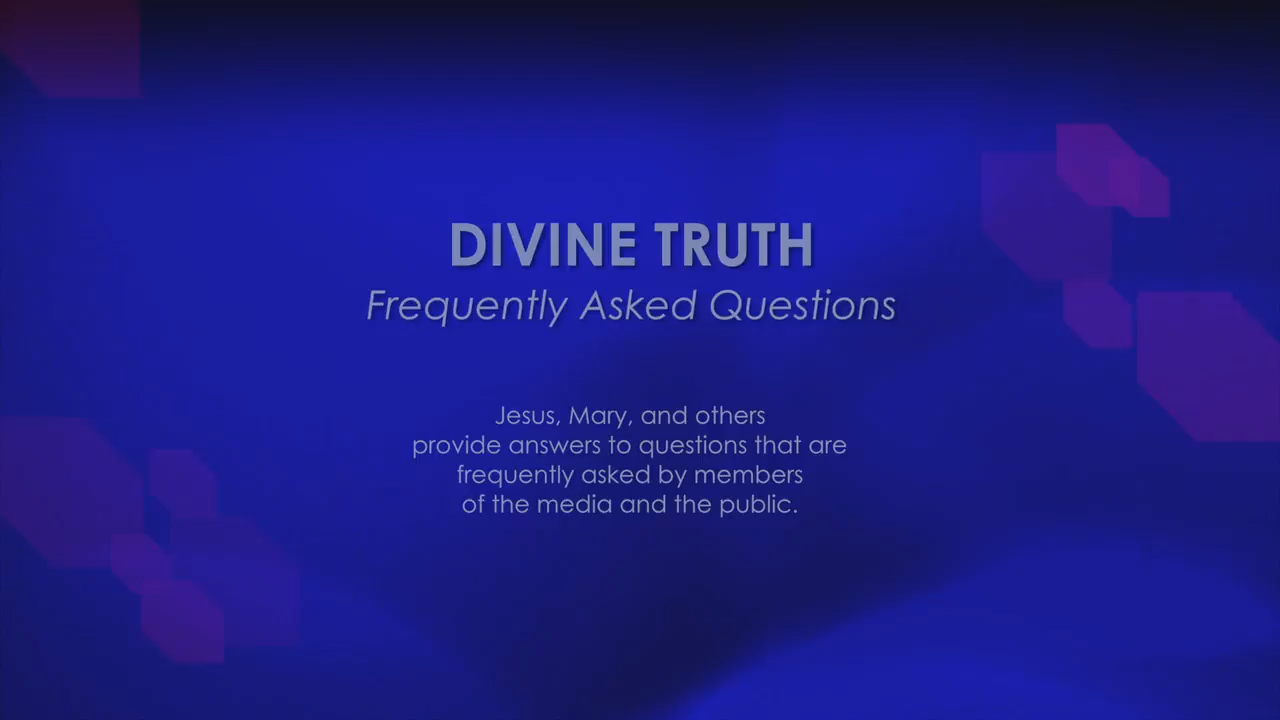 DIVINE TRUTH
Frequently Asked Questions
Jesus, Mary, and others
provide answers to questions that are
frequently asked by members
of the media and the public.